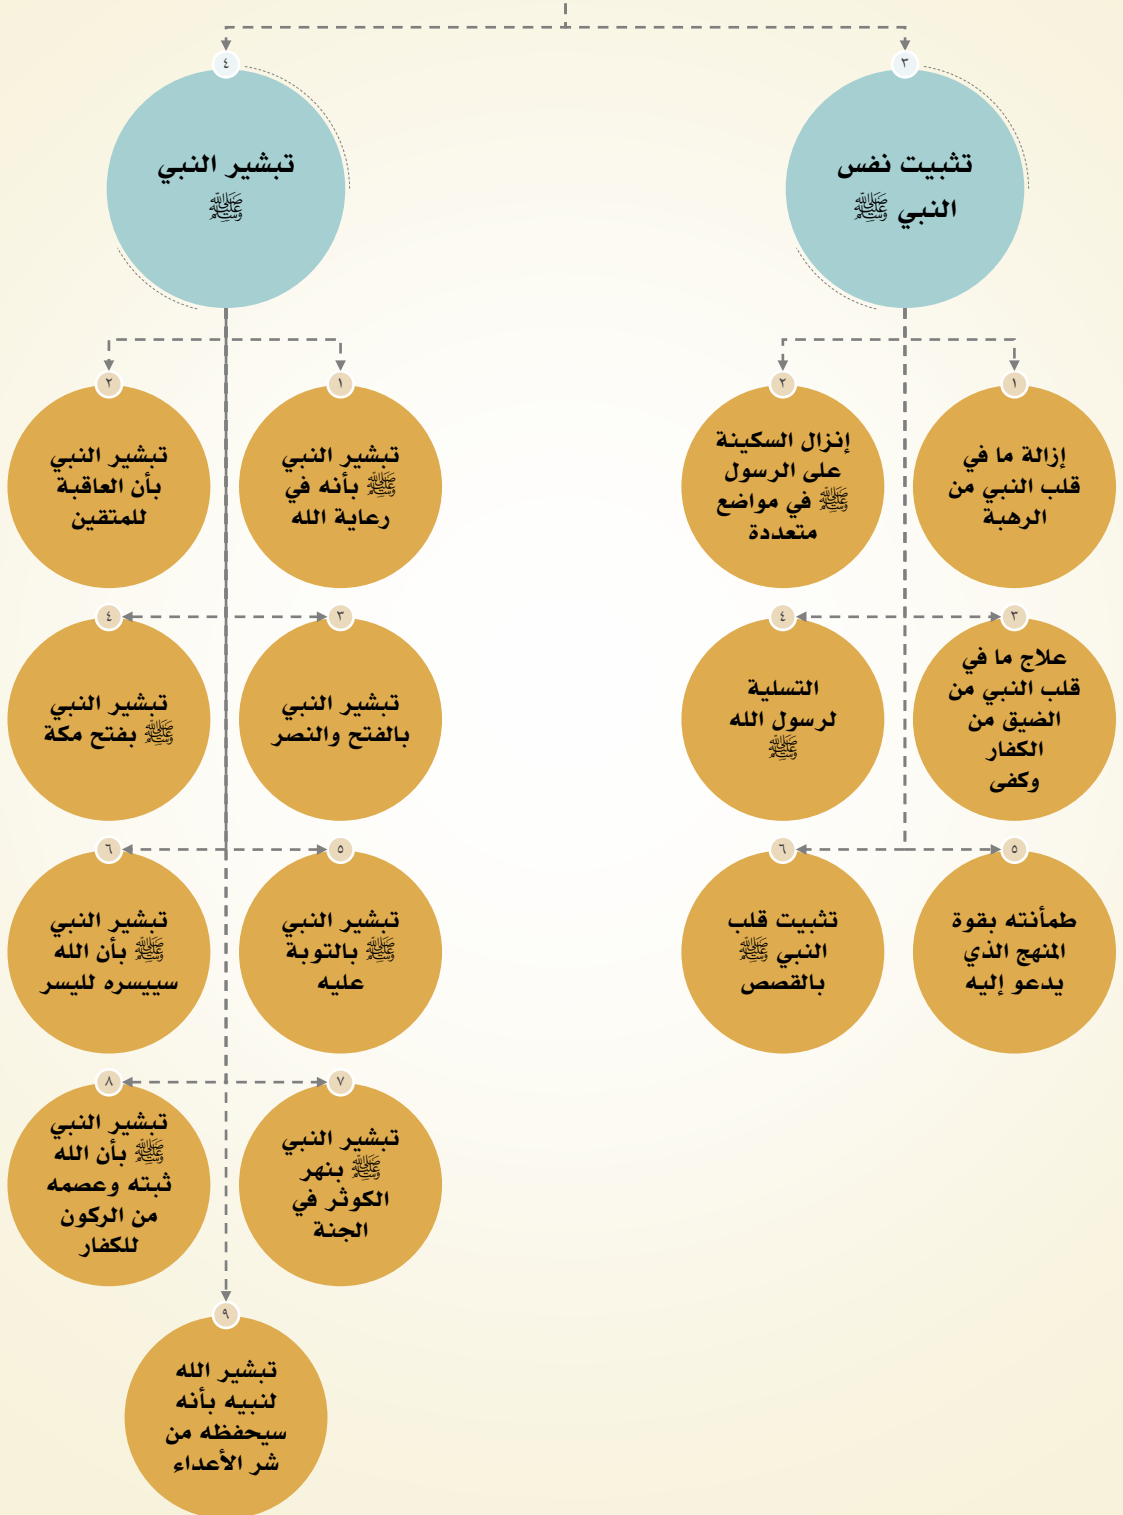 ٣
تثبيت نفس
النبي ﷺ
١
إزالة ما في
قلب النبي من
الرهبة
٢
إنزال السكينة
على الرسول
ﷺ في مواضع
متعددة
٣
علاج ما في
قلب النبي من
الضيق من
الكفار
وكفى
٤
التسلية
لرسول الله
ﷺ
٥
طمأنته بقوة
المنهج الذي
يدعو إليه
٦
تثبيت قلب
النبي ﷺ
بالقصص
٤
تبشير النبي
ﷺ
١
تبشير النبي
ﷺ بأنه في
رعاية الله
٢
تبشير النبي
بأن العاقبة
للمتقين
٣
تبشير النبي
بالفتح والنصر
٤
تبشير النبي
ﷺ بفتح مكة
٥
تبشير النبي
ﷺ بالتوبة
عليه
٦
تبشير النبي
ﷺ بأن الله
سييسره لليسر
٧
تبشير النبي
ﷺ بنهر
الكوثر في
الجنة
٨
تبشير النبي
ﷺ بأن الله
ثبته وعصمه
من الركون
للكفار
٩
تبشير الله
لنبيه بأنه
سيحفظه من
شر الأعداء